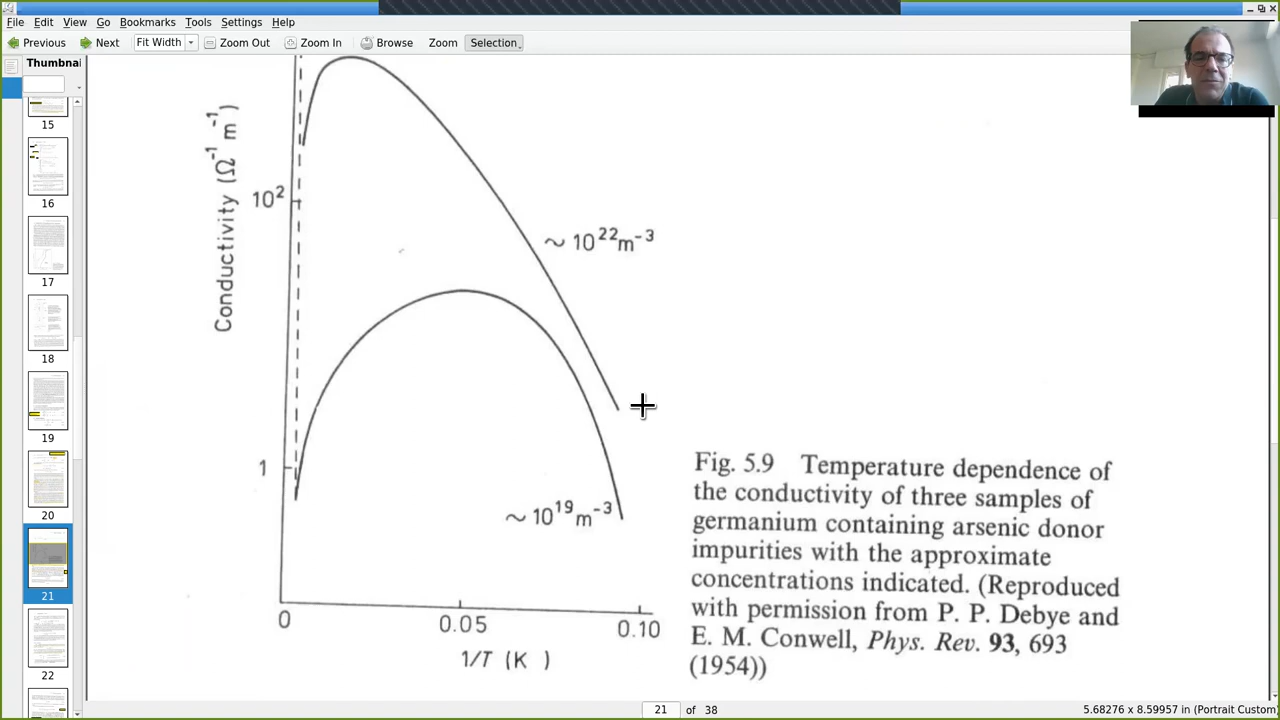 File Edit View Go Bookmarks Tools Settings Help
Previous Next Fit Width Zoom Out Zoom In Browse Zoom Selection
Thumbnai
15
16
17
18
19
20
21
22
Conductivity (Ω⁻¹ m⁻¹)
10²
~ 10²²m⁻³
1
~ 10¹⁹m⁻³
0 0.05 0.10
1/T (K )
Fig. 5.9 Temperature dependence of
the conductivity of three samples of
germanium containing arsenic donor
impurities with the approximate
concentrations indicated. (Reproduced
with permission from P. P. Debye and
E. M. Conwell, Phys. Rev. 93, 693
(1954))
21 of 38
5.68276 x 8.59957 in (Portrait Custom